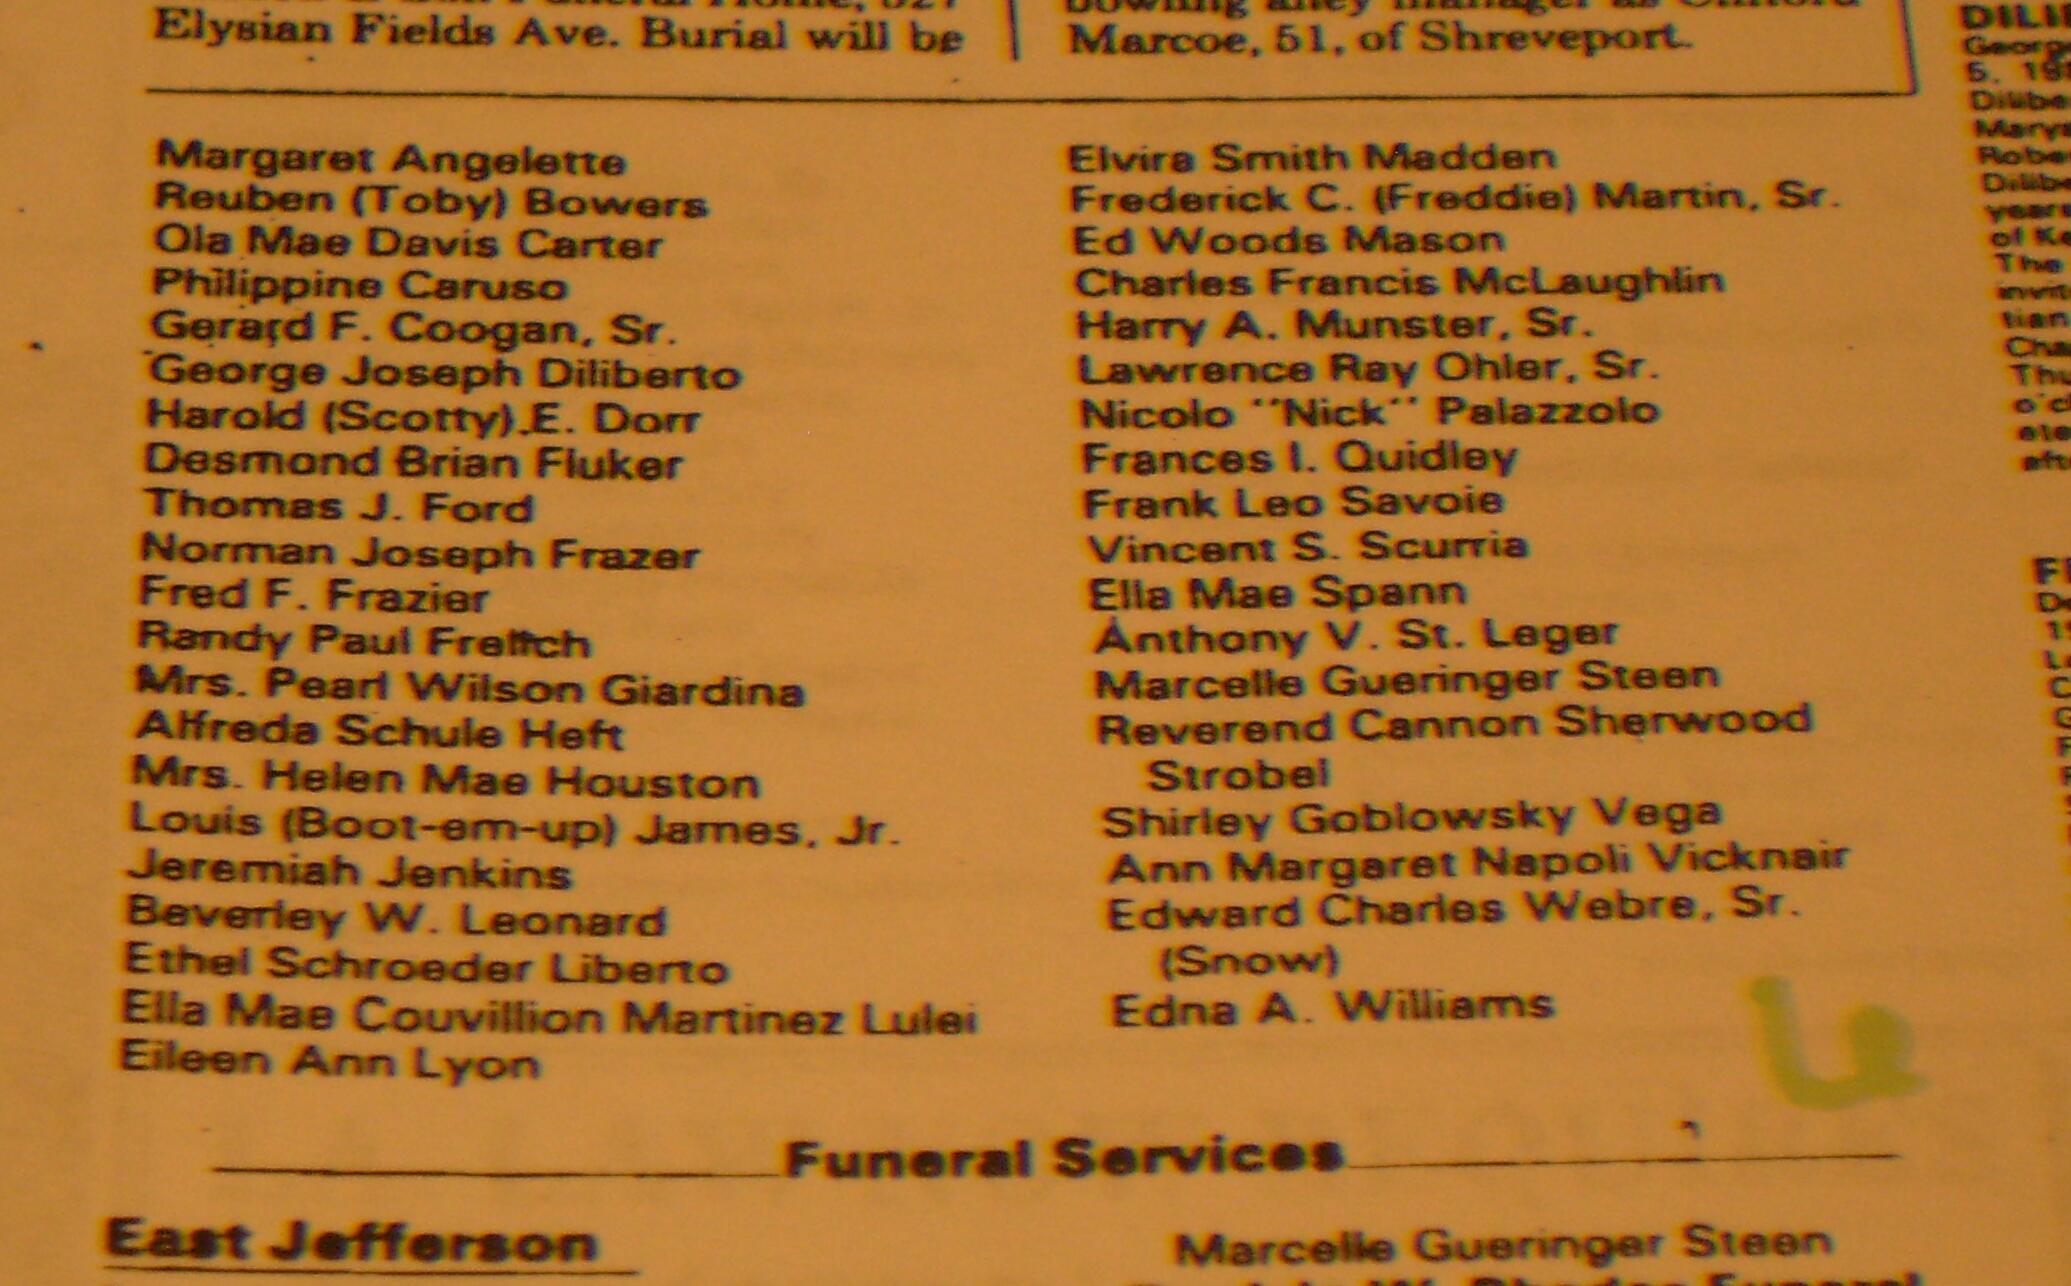 Elysian Fields Ave. Burial will be
Marcoe, 51, of Shreveport.
Margaret Angelette
Reuben (Toby) Bowers
Ola Mae Davis Carter
Philippine Caruso
Gerard F. Coogan, Sr.
George Joseph Diliberto
Harold (Scotty) E. Dorr
Desmond Brian Fluker
Thomas J. Ford
Norman Joseph Frazer
Fred F. Frazier
Randy Paul
Mrs. Pearl Wilson Giardina
Alfreda Schule Heft
Mrs. Helen Mae Houston
Louis (Boot-em-up) James, Jr.
Jeremiah Jenkins
Beverley W. Leonard
Ethel Schroeder Liberto
Ella Mae Couvillion Martinez Lulei
Eileen Ann Lyon
Elvira Smith Madden
Frederick C. (Freddie) Martin, Sr.
Ed Woods Mason
Charles Francis McLaughlin
Harry A. Munster, Sr.
Lawrence Ray Ohler, Sr.
Nicolo "Nick" Palazzolo
Frances I. Quidley
Frank Leo Savoie
Vincent S. Scurria
Ella Mae Spann
Anthony V. St. Leger
Marcelle Gueringer Steen
Reverend Cannon Sherwood
Strobel
Shirley Goblowsky Vega
Ann Margaret Napoli Vicknair
Edward Charles Webre, Sr.
(Snow)
Edna A. Williams
Funeral Services
East Jefferson
Marcelle Gueringer Steen
The